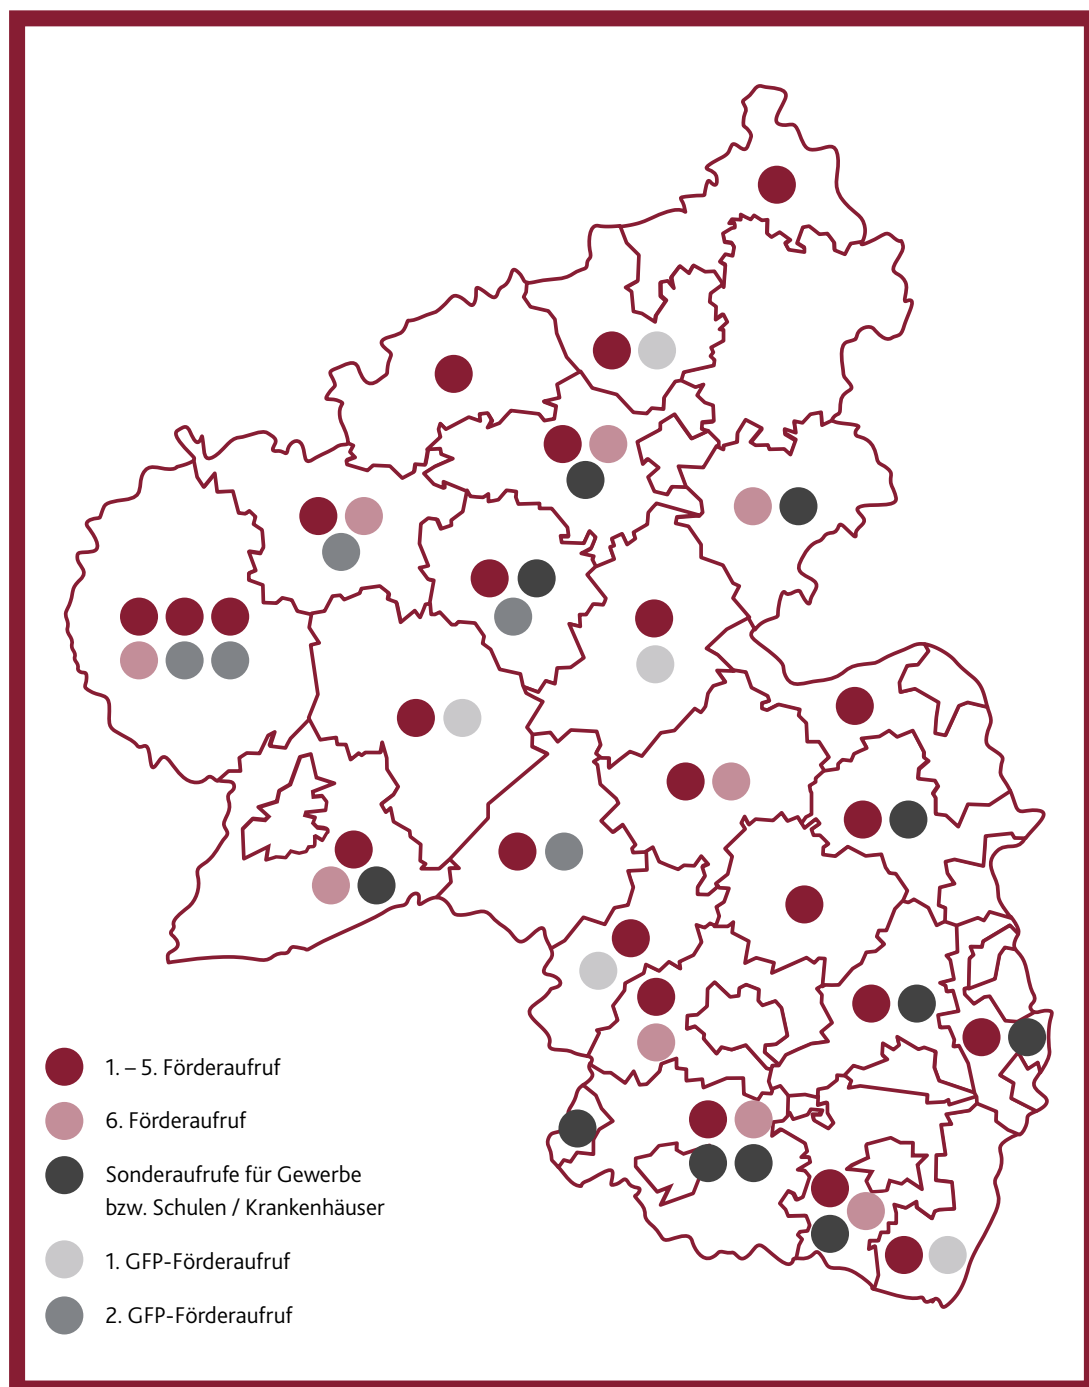 1. – 5. Förderaufruf
6. Förderaufruf
Sonderaufrufe für Gewerbe
bzw. Schulen / Krankenhäuser
1. GFP-Förderaufruf
2. GFP-Förderaufruf